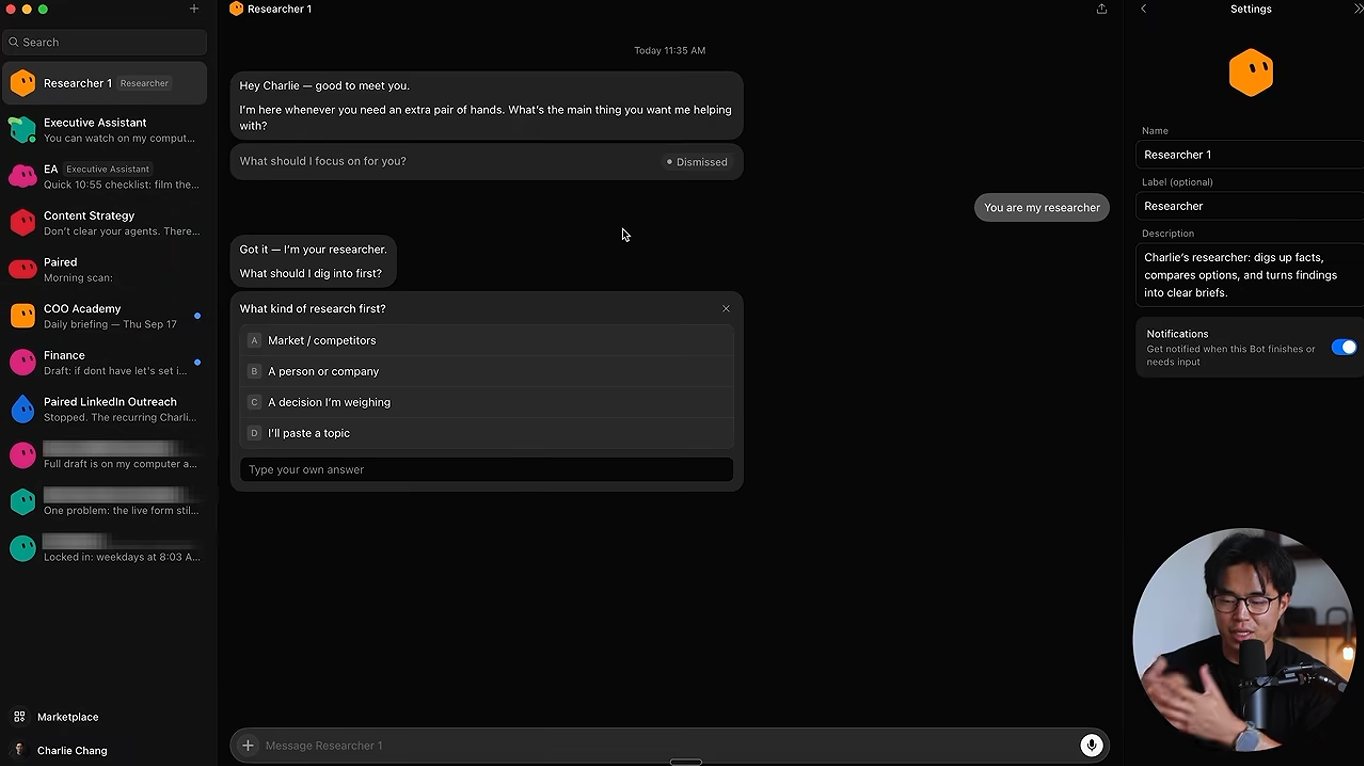 Search
Researcher 1 Researcher
Executive Assistant
You can watch on my comput...
EA Executive Assistant
Quick 10:55 checklist: film the...
Content Strategy
Don't clear your agents. There...
Paired
Morning scan:
COO Academy
Daily briefing — Thu Sep 17
Finance
Draft: if dont have let's set i...
Paired LinkedIn Outreach
Stopped. The recurring Charli...
Full draft is on my computer a...
One problem: the live form stil...
Locked in: weekdays at 8:03 A...
Marketplace
Charlie Chang
Researcher 1
Today 11:35 AM
Hey Charlie — good to meet you.
I'm here whenever you need an extra pair of hands. What's the main thing you want me helping
with?
What should I focus on for you?
Dismissed
You are my researcher
Got it — I'm your researcher.
What should I dig into first?
What kind of research first?
A Market / competitors
B A person or company
C A decision I'm weighing
D I'll paste a topic
Type your own answer
Message Researcher 1
Settings
Name
Researcher 1
Label (optional)
Researcher
Description
Charlie's researcher: digs up facts,
compares options, and turns findings
into clear briefs.
Notifications
Get notified when this Bot finishes or
needs input